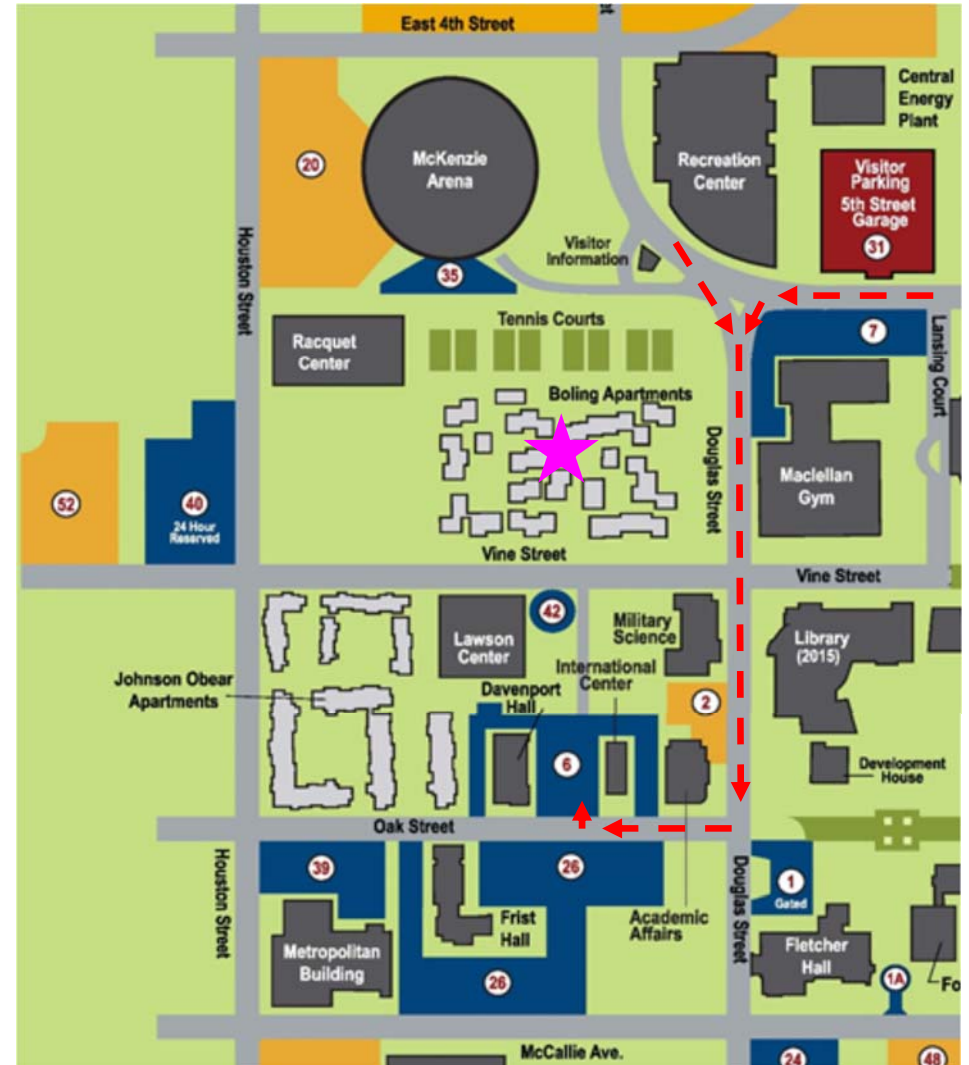 East 4th Street
Central
Energy
Plant
McKenzie
Arena
20
Recreation
Center
Visitor
Parking
5th Street
Garage
31
Visitor
Information
35
Houston Street
Tennis Courts
Racquet
Center
7
Lansing Court
Boling Apartments
Douglas Street
Maclellan
Gym
52
40
24 Hour
Reserved
Vine Street
Vine Street
42
Lawson
Center
Military
Science
Library
(2015)
International
Center
Johnson Obear
Apartments
Davenport
Hall
2
6
Development
House
Oak Street
Houston Street
39
26
Douglas Street
1
Gated
Frist
Hall
Academic
Affairs
Metropolitan
Building
Fletcher
Hall
26
1A
Fo
McCallie Ave.
24
48